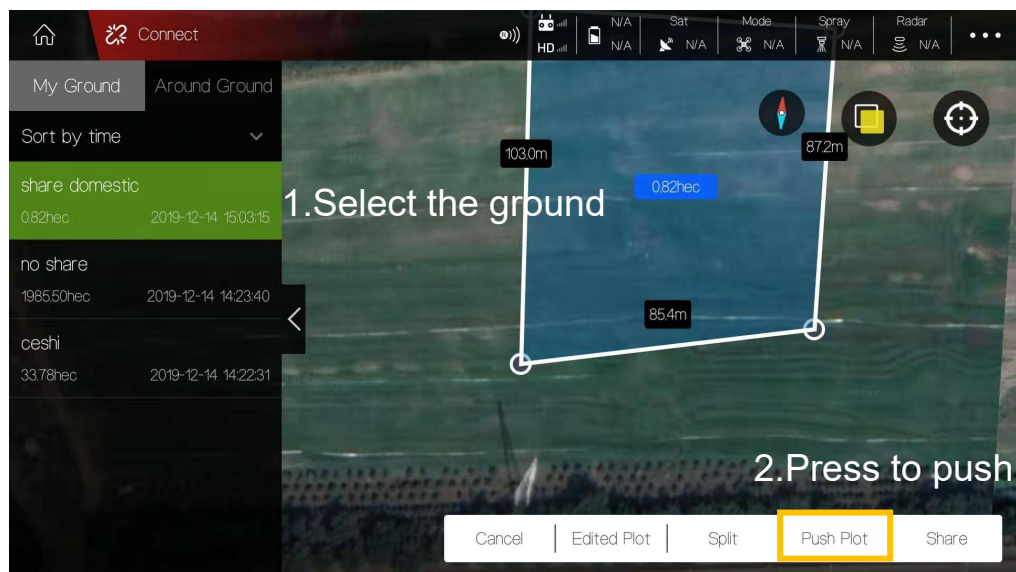 Connect
HD
N/A
N/A
Sat
N/A
Mode
N/A
Spray
N/A
Radar
N/A
My Ground
Around Ground
Sort by time
share domestic
0.82hec
2019-12-14 15:03:15
no share
1985.50hec
2019-12-14 14:23:40
ceshi
33.78hec
2019-12-14 14:22:31
103.0m
87.2m
0.82hec
1.Select the ground
85.4m
2.Press to push
Cancel
Edited Plot
Split
Push Plot
Share